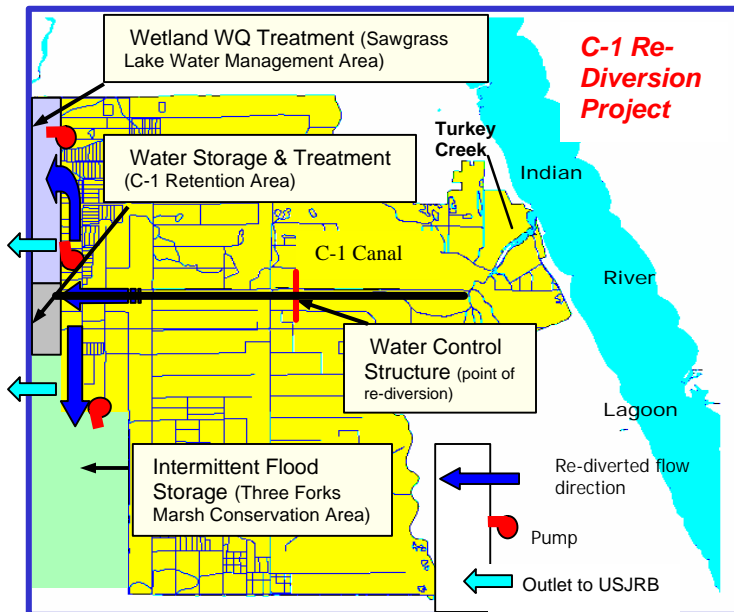 Wetland WQ Treatment (Sawgrass
Lake Water Management Area)
C-1 Re-
Diversion
Project
Turkey
Creek
Water Storage & Treatment
(C-1 Retention Area)
Indian
C-1 Canal
River
Water Control
Structure (point of
re-diversion)
Lagoon
Intermittent Flood
Storage (Three Forks
Marsh Conservation Area)
Re-diverted flow
direction
Pump
Outlet to USJRB